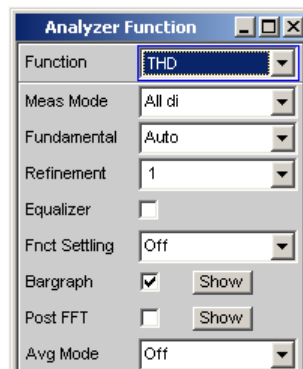 Analyzer Function
Function THD
Meas Mode All di
Fundamental Auto
Refinement 1
Equalizer
Fnct Settling Off
Bargraph Show
Post FFT Show
Avg Mode Off